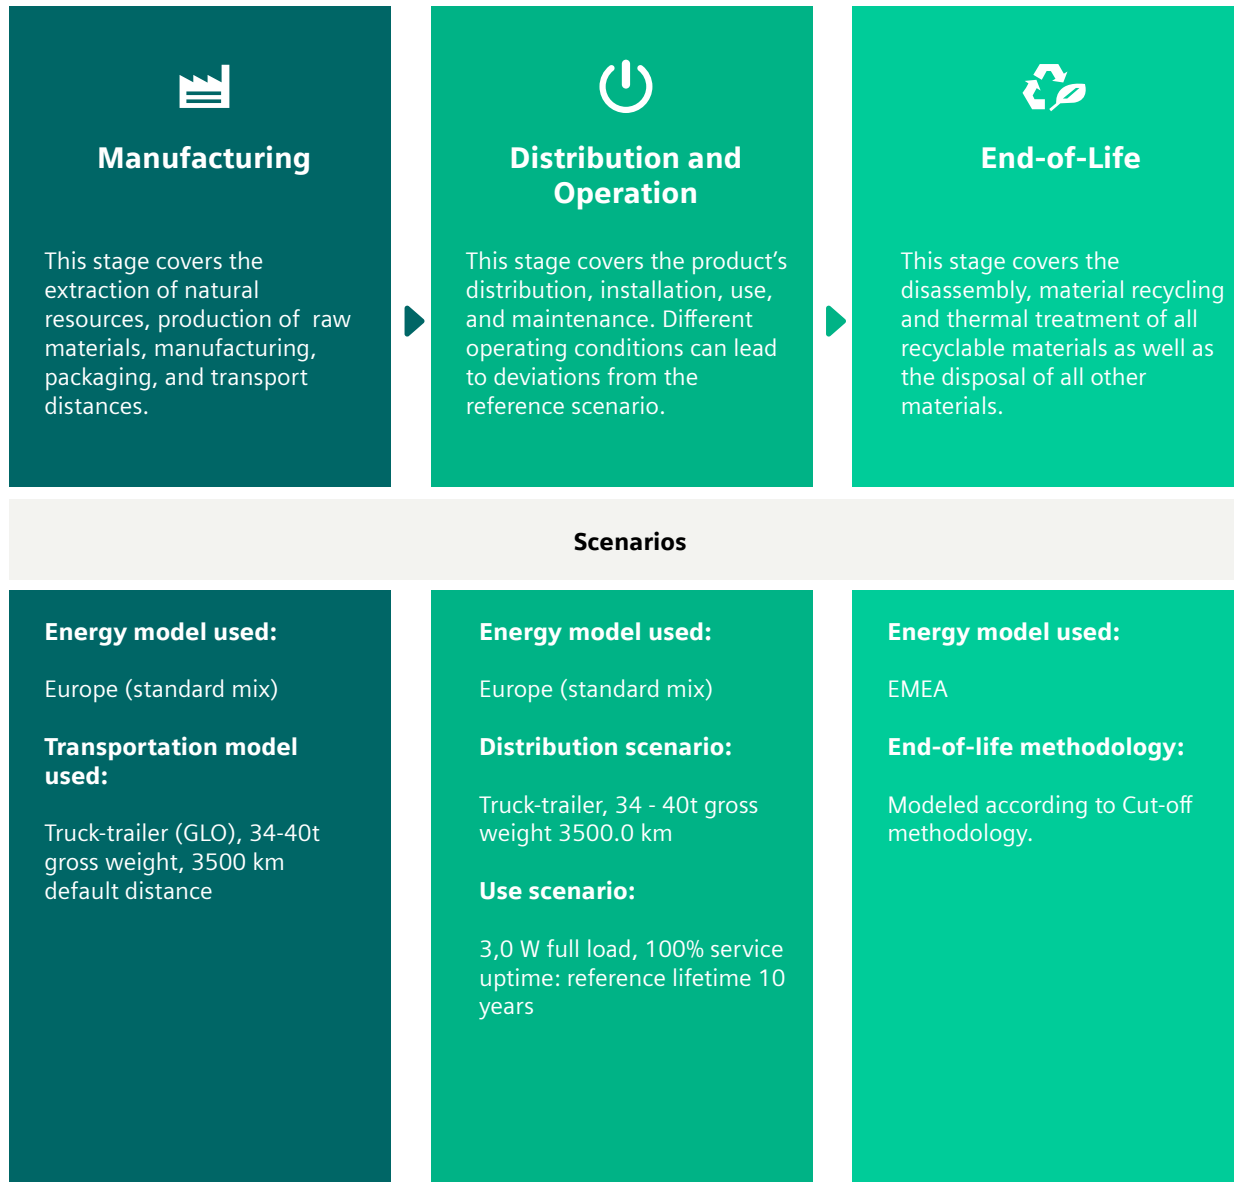 Manufacturing
This stage covers the
extraction of natural
resources, production of  raw
materials, manufacturing,
packaging, and transport
distances.
Distribution and
Operation
This stage covers the product’s
distribution, installation, use,
and maintenance. Different
operating conditions can lead
to deviations from the
reference scenario.
End-of-Life
This stage covers the
disassembly, material recycling
and thermal treatment of all
recyclable materials as well as
the disposal of all other
materials.
Scenarios
Energy model used:
Europe (standard mix)
Transportation model
used:
Truck-trailer (GLO), 34-40t
gross weight, 3500 km
default distance
Energy model used:
Europe (standard mix)
Distribution scenario:
Truck-trailer, 34 - 40t gross
weight 3500.0 km
Use scenario:
3,0 W full load, 100% service
uptime: reference lifetime 10
years
Energy model used:
EMEA
End-of-life methodology:
Modeled according to Cut-off
methodology.